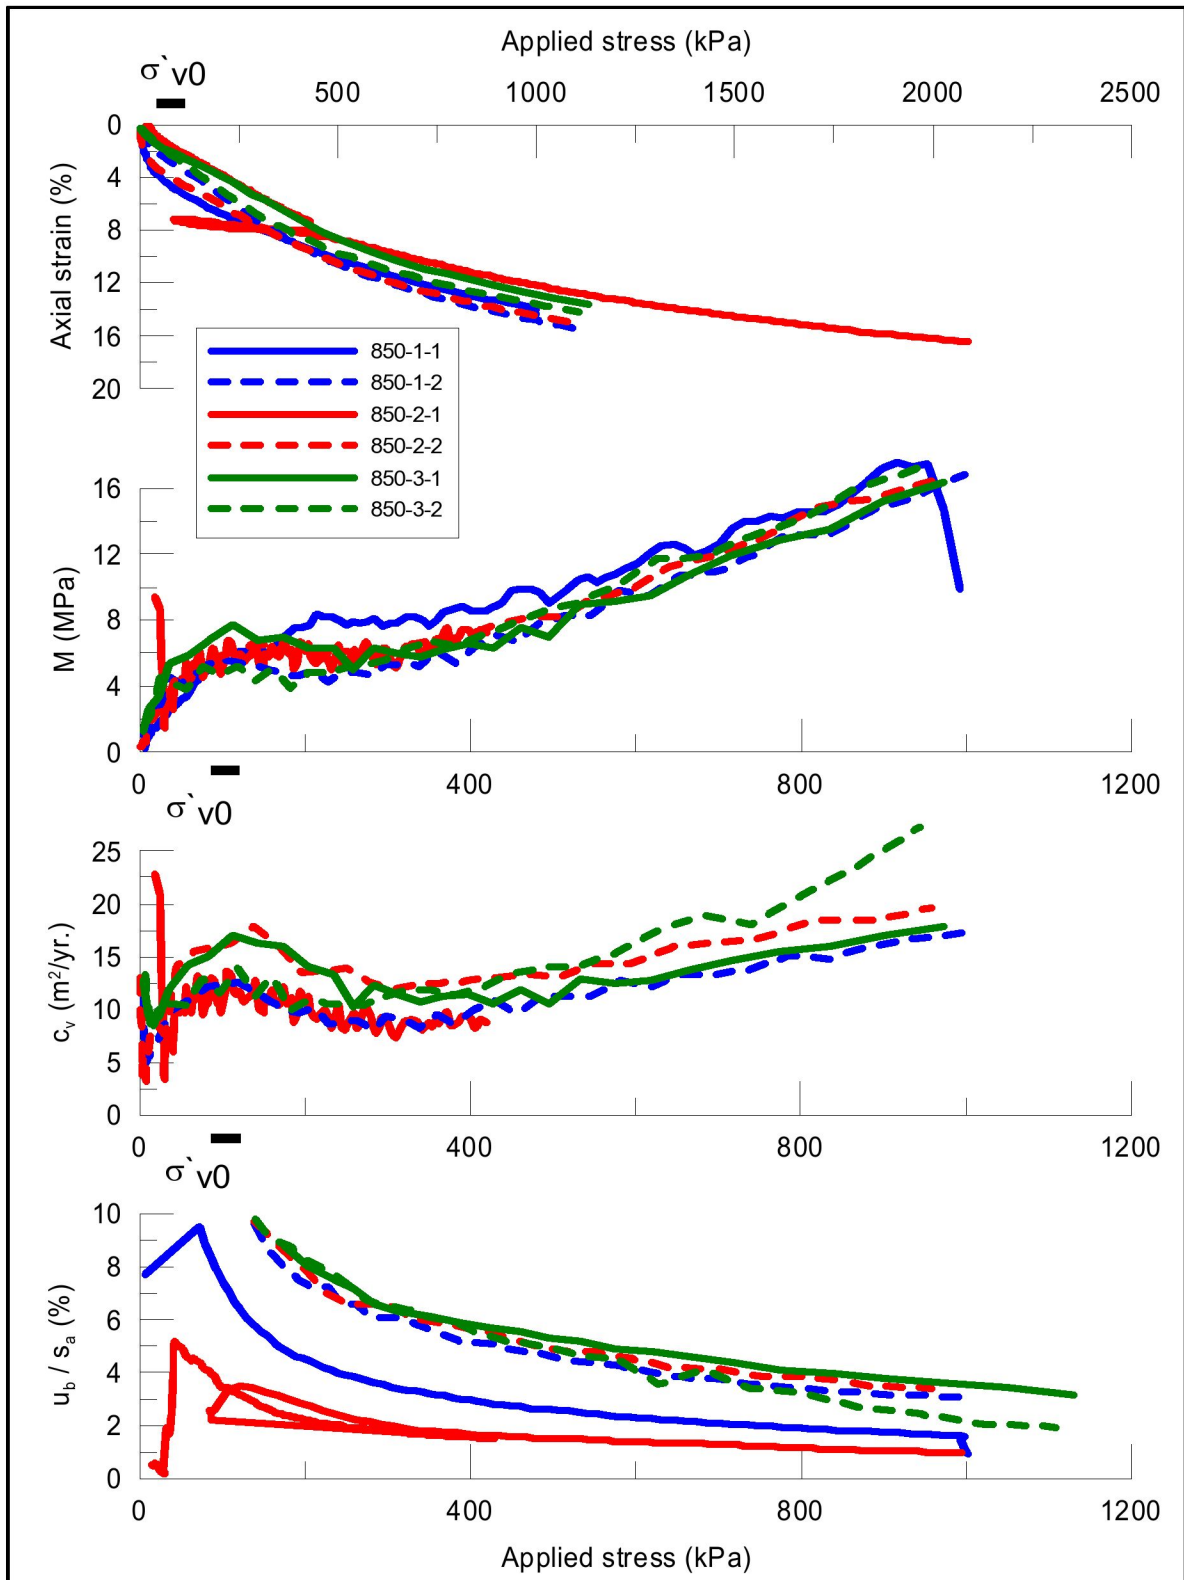 Applied stress (kPa)
σ`v0
500 1000 1500 2000 2500
0
4
8
12
16
20
Axial strain (%)
850-1-1
850-1-2
850-2-1
850-2-2
850-3-1
850-3-2
16
12
8
4
0
M (MPa)
0 400 800 1200
σ`v0
25
20
15
10
5
0
cᵥ (m²/yr.)
0 400 800 1200
σ`v0
10
8
6
4
2
0
u_b / s_a (%)
0 400 800 1200
Applied stress (kPa)